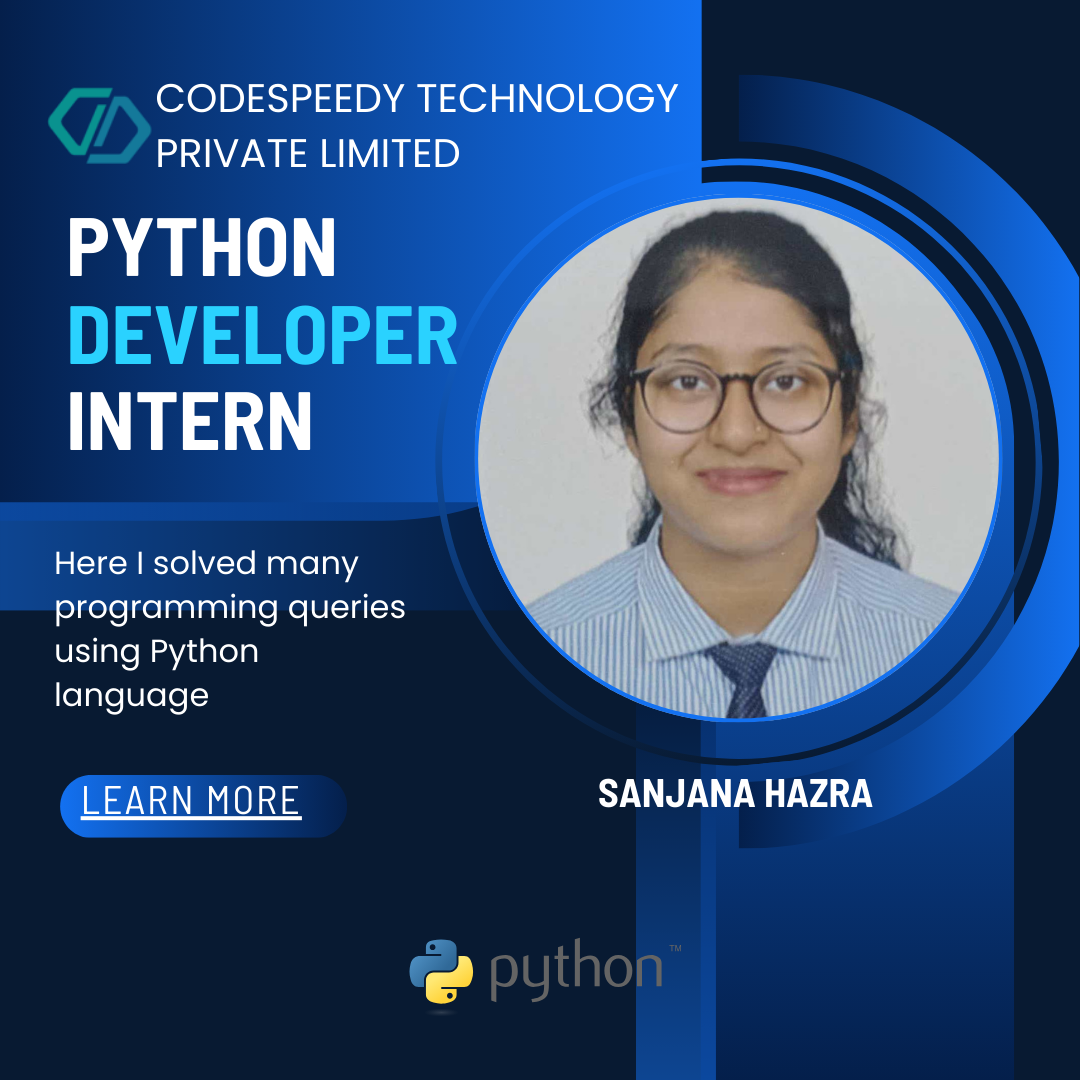 CODESPEEDY TECHNOLOGY
PRIVATE LIMITED
PYTHON
DEVELOPER
INTERN
Here I solved many
programming queries
using Python
language
LEARN MORE
SANJANA HAZRA
python TM